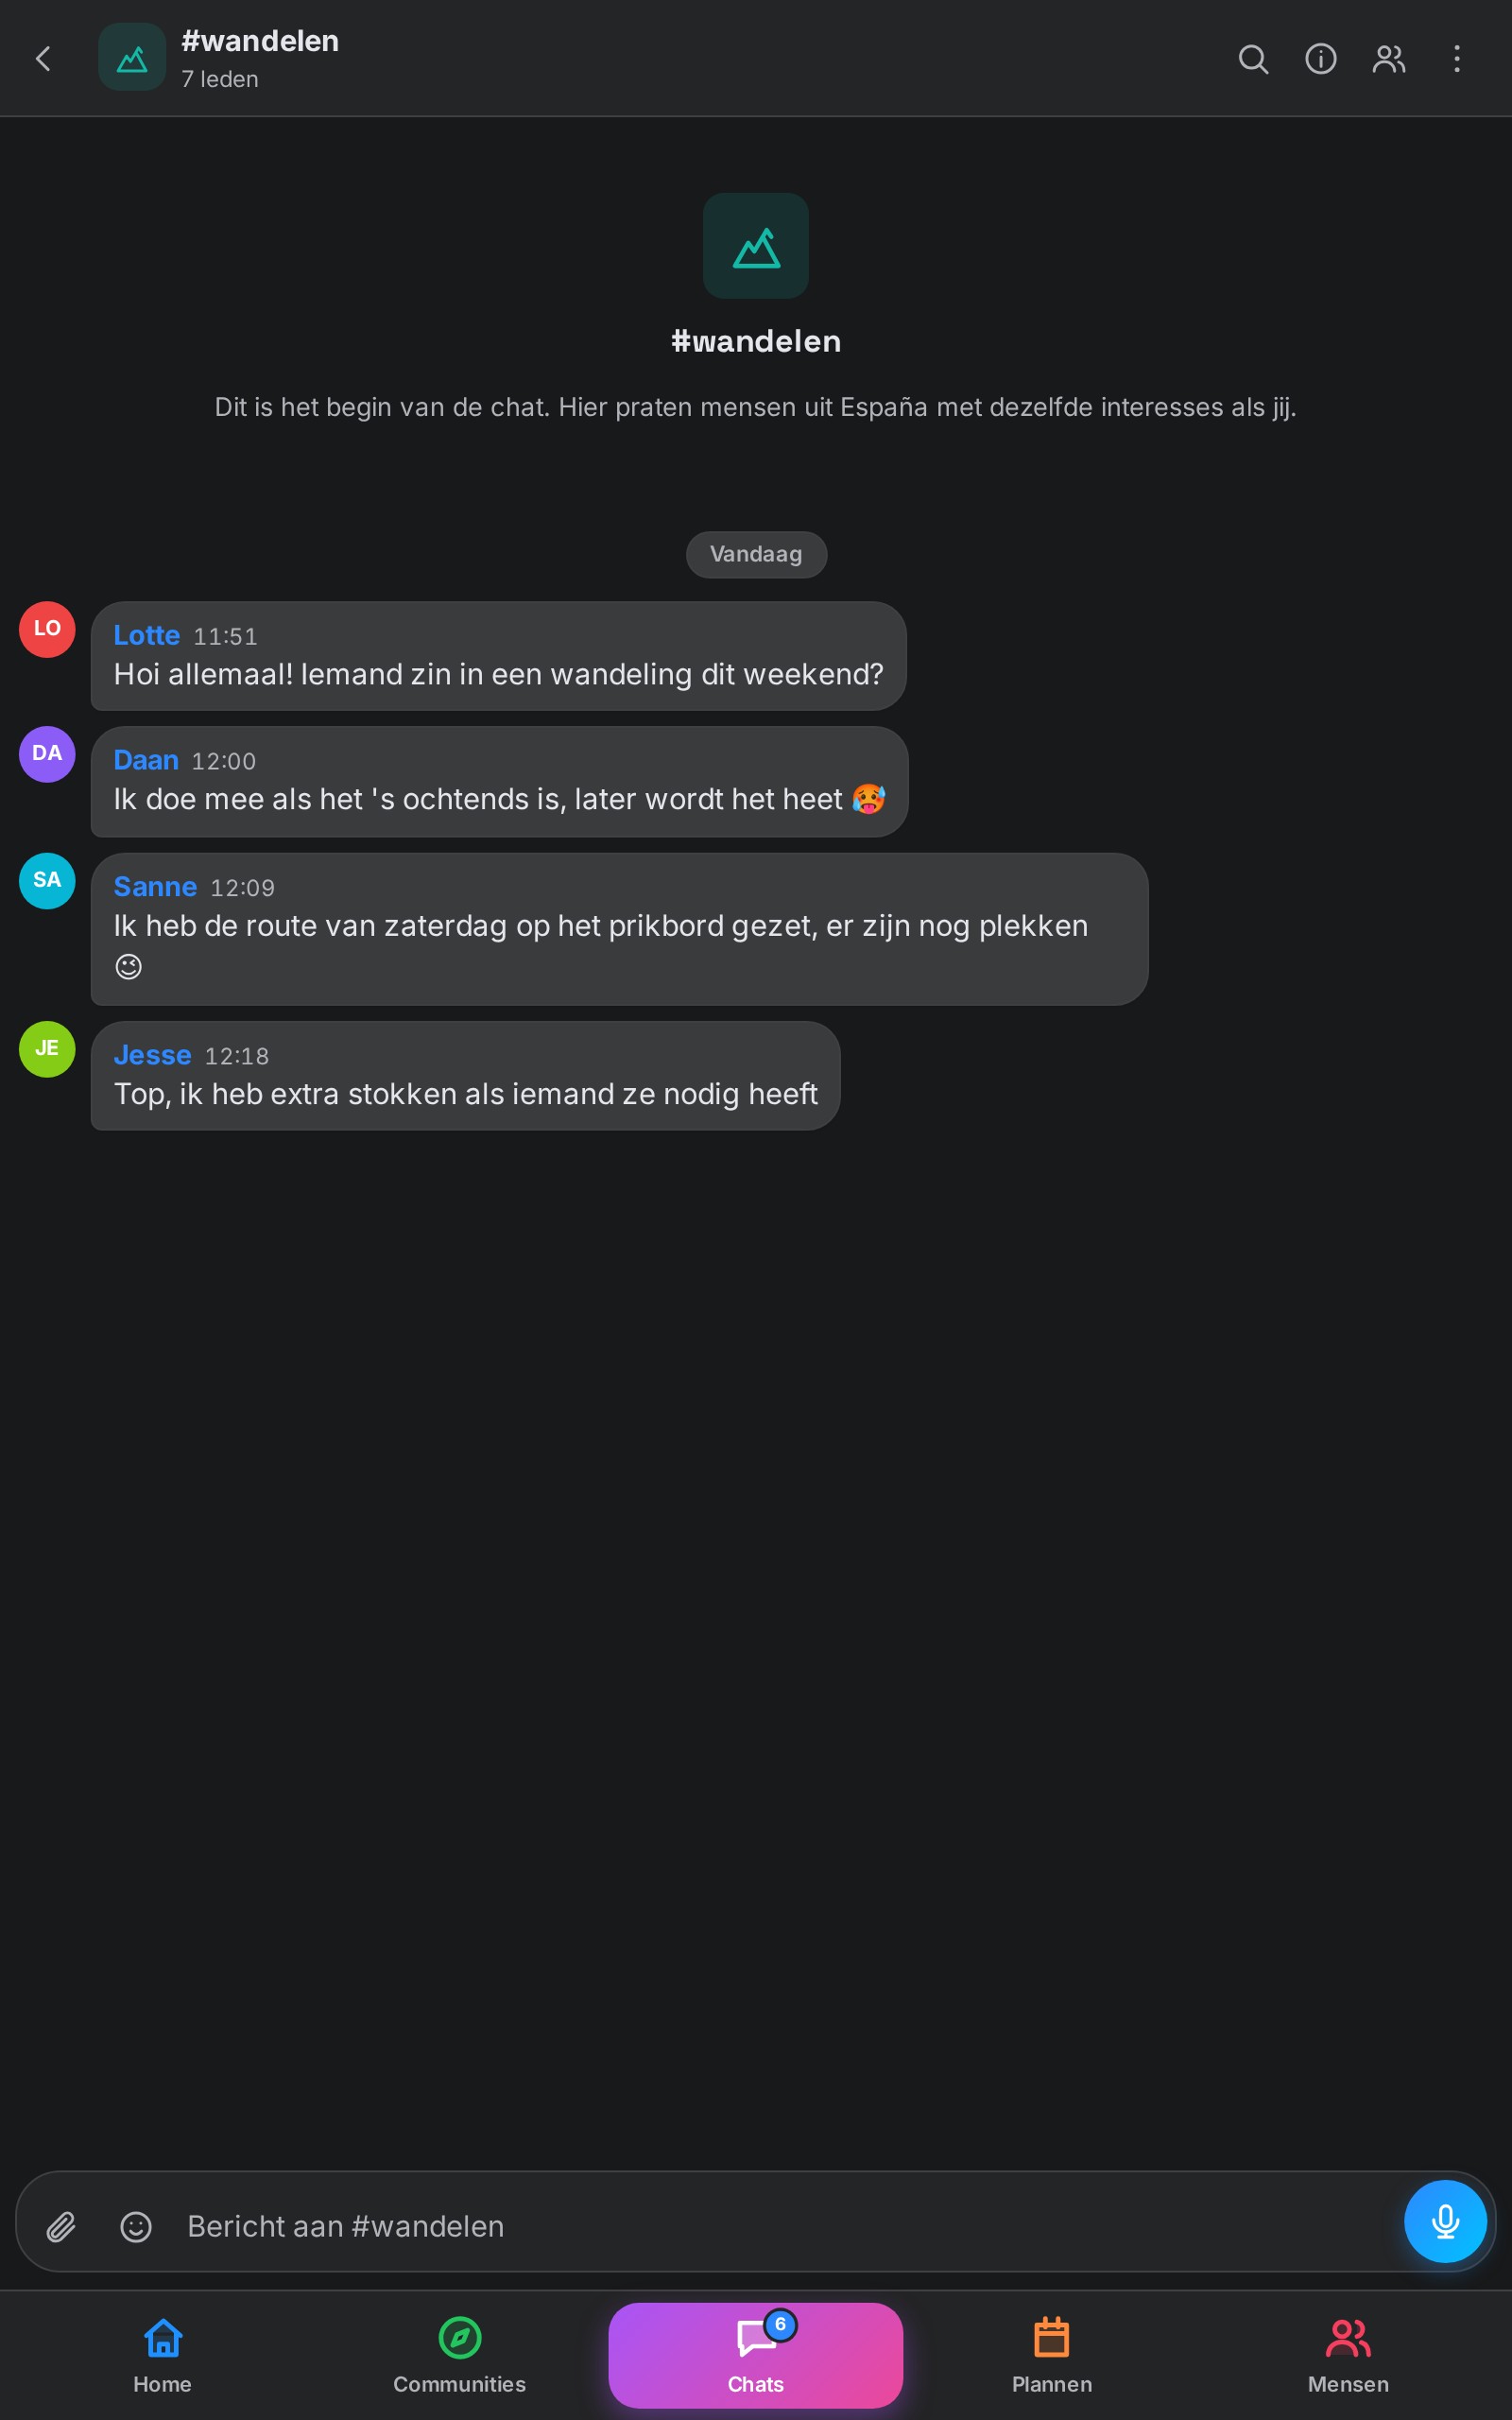 #wandelen
7 leden
#wandelen
Dit is het begin van de chat. Hier praten mensen uit España met dezelfde interesses als jij.
Vandaag
LO
Lotte 11:51
Hoi allemaal! Iemand zin in een wandeling dit weekend?
DA
Daan 12:00
Ik doe mee als het 's ochtends is, later wordt het heet 🥵
SA
Sanne 12:09
Ik heb de route van zaterdag op het prikbord gezet, er zijn nog plekken
😉
JE
Jesse 12:18
Top, ik heb extra stokken als iemand ze nodig heeft
Bericht aan #wandelen
6
Home
Communities
Chats
Plannen
Mensen